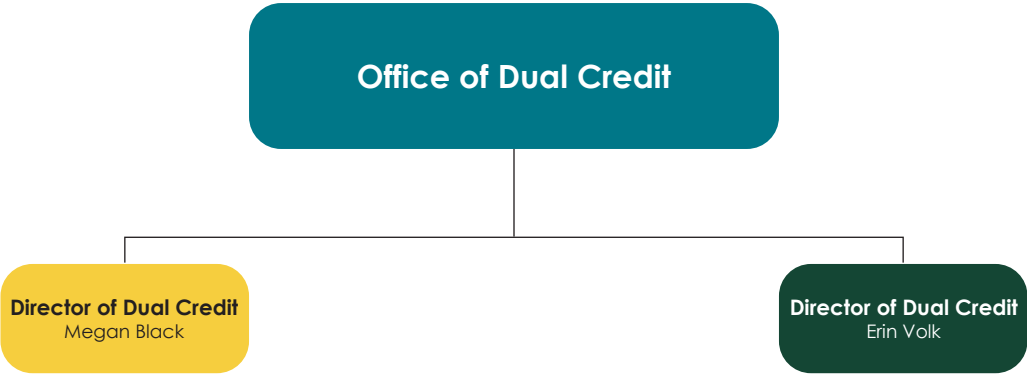 Office of Dual Credit
Director of Dual Credit
Megan Black
Director of Dual Credit
Erin Volk